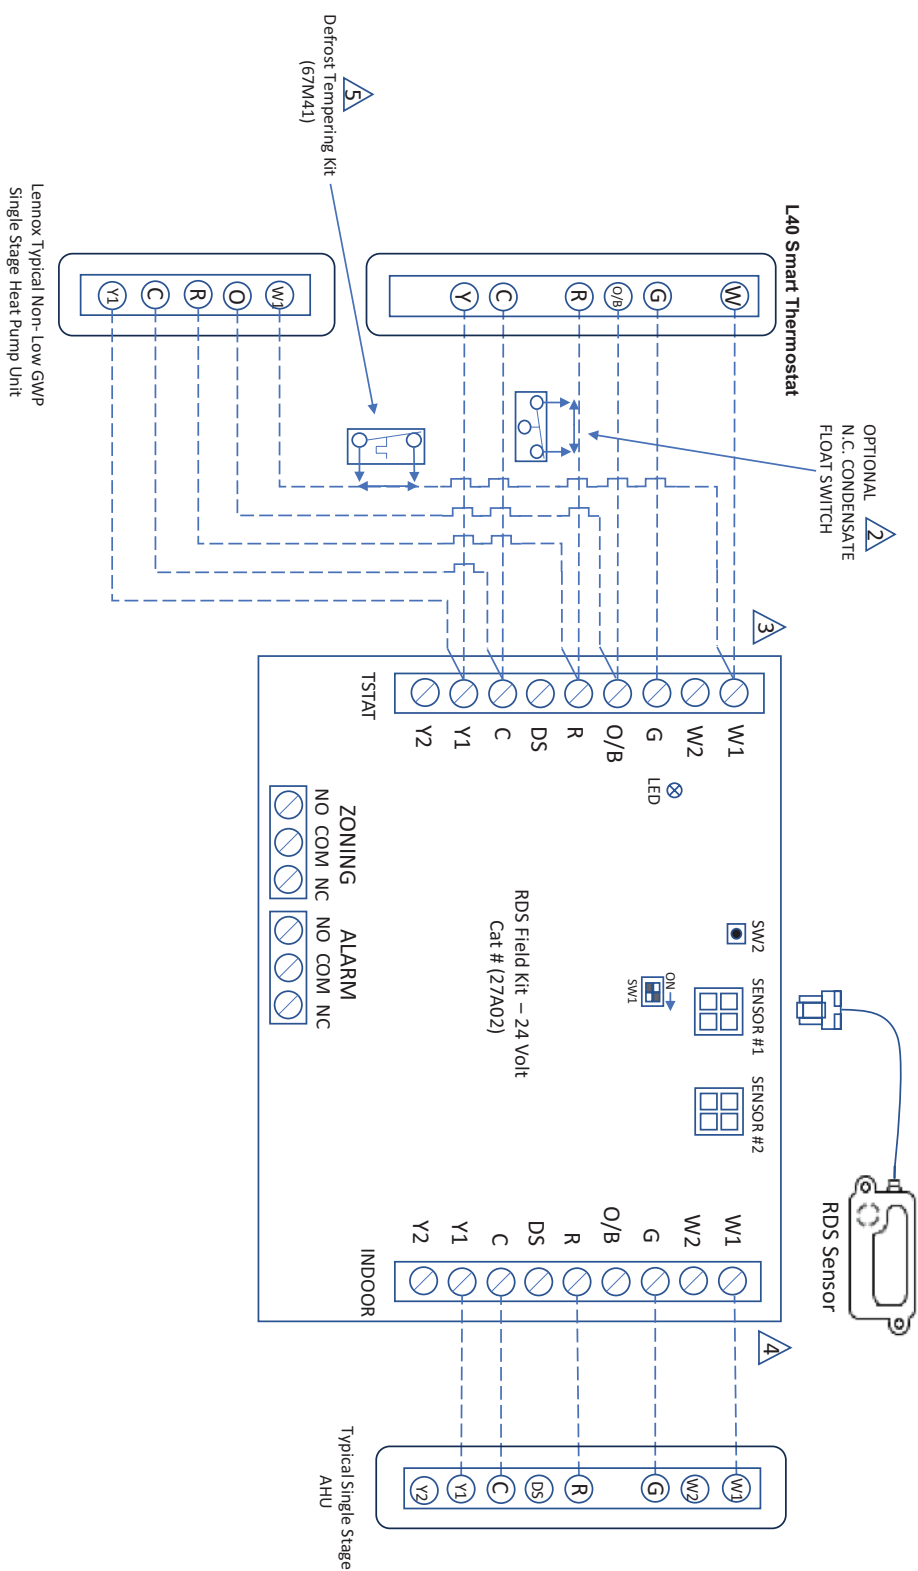 L40 Smart Thermostat
W
G
O/B
R
C
Y
OPTIONAL
N.C. CONDENSATE
FLOAT SWITCH
2
5
Defrost Tempering Kit
(67M41)
W1
O
R
C
Y1
Lennox Typical Non- Low GWP
Single Stage Heat Pump Unit
3
TSTAT
W1
W2
G
O/B
R
DS
C
Y1
Y2
LED
SW2
SENSOR #1
SENSOR #2
ON
SW1
RDS Field Kit – 24 Volt
Cat # (27A02)
ZONING
NO COM NC
ALARM
NO COM NC
RDS Sensor
W1
W2
G
O/B
R
DS
C
Y1
Y2
INDOOR
4
W1
W2
G
R
DS
C
Y1
Y2
Typical Single Stage
AHU